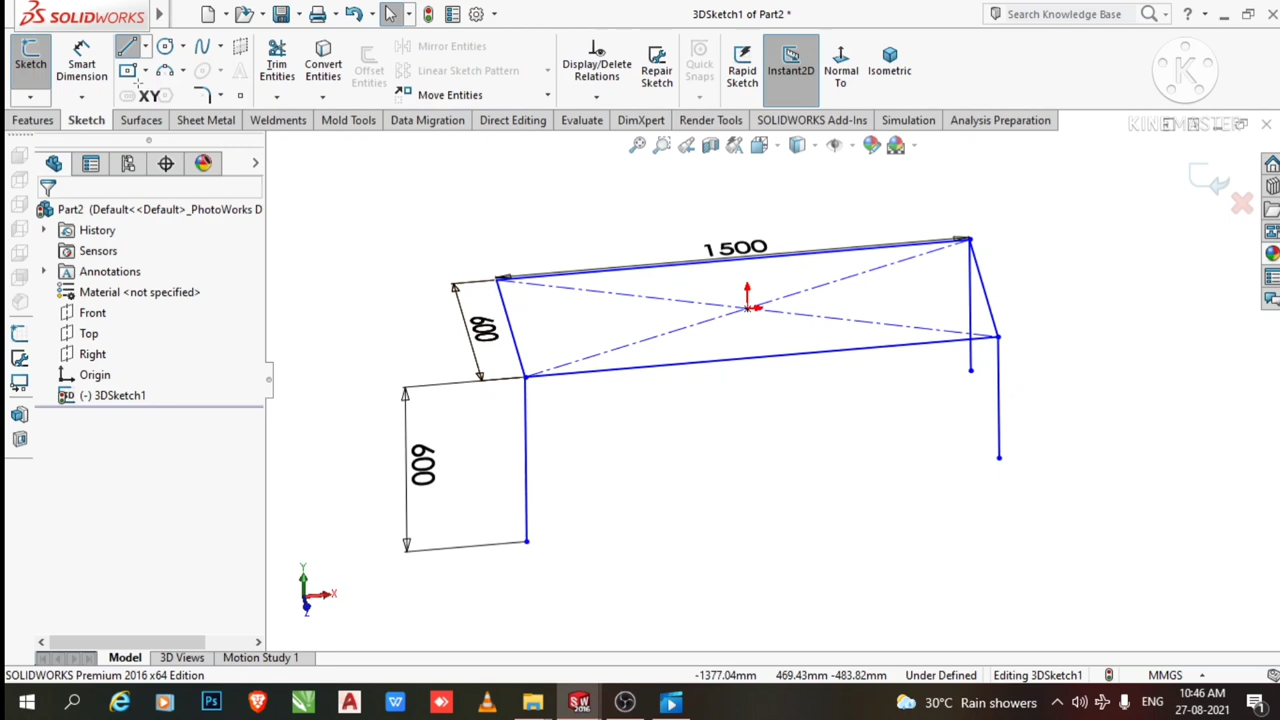 SOLIDWORKS
3DSketch1 of Part2 *
Search Knowledge Base
?
Sketch
Smart Dimension
XY
A
Trim Entities
Convert Entities
Offset Entities
Mirror Entities
Linear Sketch Pattern
Move Entities
Display/Delete Relations
Repair Sketch
Quick Snaps
Rapid Sketch
Instant2D
Normal To
Isometric
K
Features
Sketch
Surfaces
Sheet Metal
Weldments
Mold Tools
Data Migration
Direct Editing
Evaluate
DimXpert
Render Tools
SOLIDWORKS Add-Ins
Simulation
Analysis Preparation
KINEMASTER
Part2 (Default<<Default>_PhotoWorks D
History
Sensors
Annotations
Material <not specified>
Front
Top
Right
Origin
(-) 3DSketch1
1500
600
600
Y
X
Z
Model
3D Views
Motion Study 1
SOLIDWORKS Premium 2016 x64 Edition
-1377.04mm
469.43mm -483.82mm
Under Defined
Editing 3DSketch1
MMGS
30°C Rain showers
ENG
10:46 AM
27-08-2021